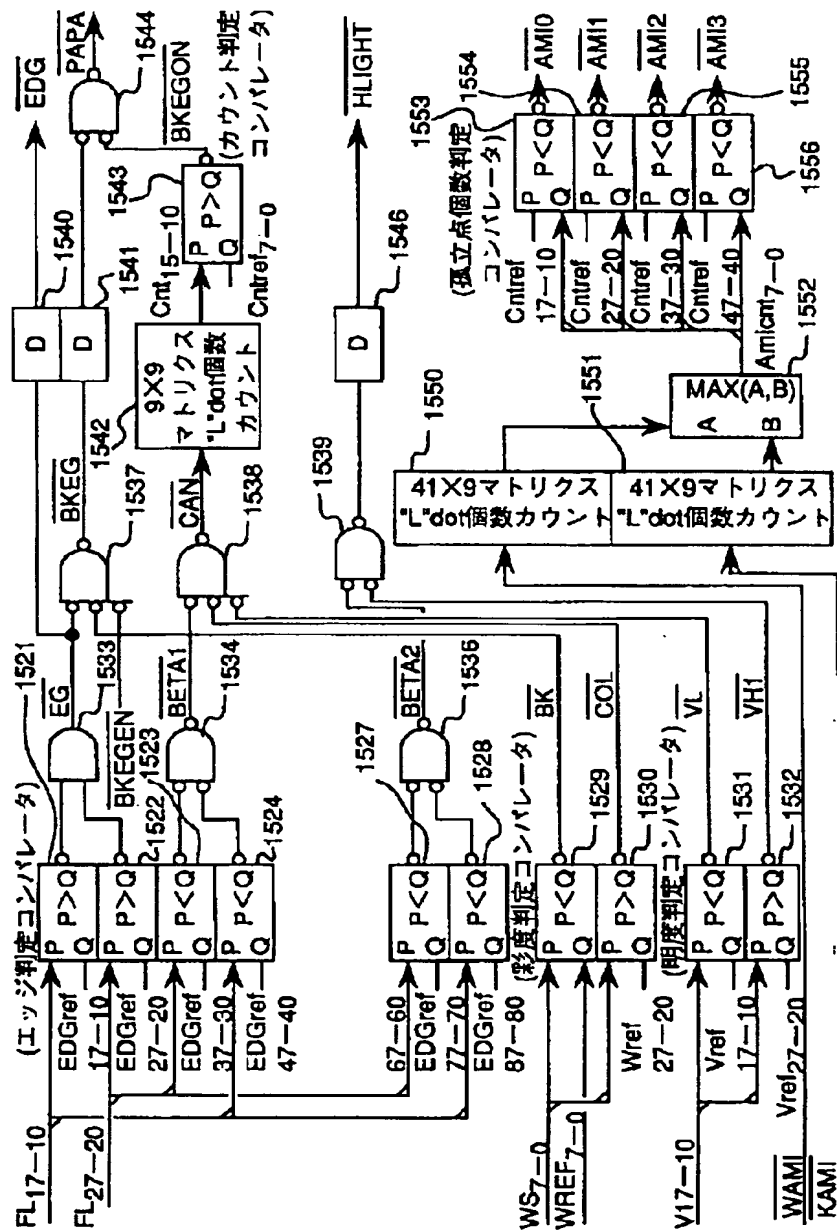 (エッジ判定コンパレータ)
1521
FL17−10
P P>Q
Q
EDGref
17−10
P P>Q
Q
1522
EDGref
27−20
FL27−20
P P<Q
Q
1523
EDGref
37−30
P P<Q
Q
1524
EDGref
47−40
EG
1533
BKEGEN
BETA1
1534
BKEG
1537
CAN
1538
D
1540
D
1541
EDG
PAPA
1544
9×9
マトリクス
"L"dot個数
カウント
1542
Cnt15−10
P P>Q
Q
1543
Cntref7−0
BKEGON
(カウント判定
コンパレータ)
67−60
P P<Q
Q
1527
EDGref
77−70
P P<Q
Q
1528
EDGref
87−80
BETA2
1536
1539
D
1546
HLIGHT
(彩度判定コンパレータ)
WS7−0
WREF7−0
P P<Q
Q
1529
P P>Q
Q
1530
Wref
27−20
BK
COL
(明度判定コンパレータ)
V17−10
P P<Q
Q
1531
Vref
17−10
P P>Q
Q
1532
Vref27−20
VL
VH1
WAMI
KAMI
41×9マトリクス
"L"dot個数カウント
1550
41×9マトリクス
"L"dot個数カウント
1551
MAX(A,B)
A
B
1552
Amicnt7−0
(孤立点個数判定
コンパレータ)
Cntref
17−10
Cntref
27−20
Cntref
37−30
Cntref
47−40
P P<Q
Q
1553
P P<Q
Q
1554
P P<Q
Q
1555
P P<Q
Q
1556
AMI0
AMI1
AMI2
AMI3